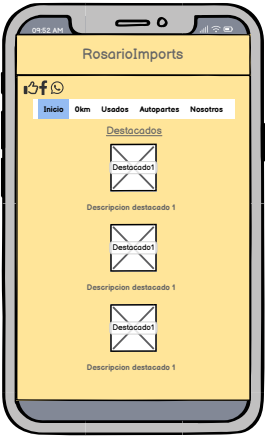 09:52 AM
RosarioImports
Inicio 0km Usados Autopartes Nosotros
Destacados
Destacado1
Descripcion destacado 1
Destacado1
Descripcion destacado 1
Destacado1
Descripcion destacado 1